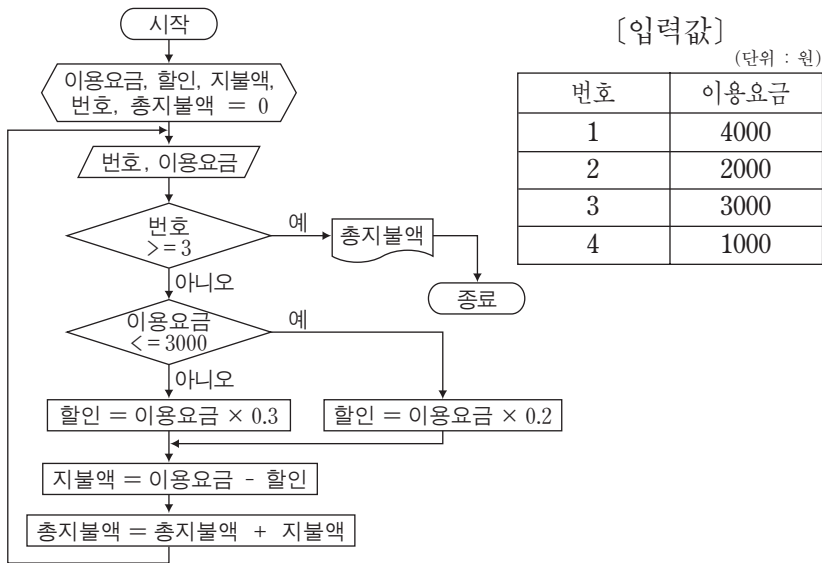 시작
이용요금, 할인, 지불액,
번호, 총지불액 = 0
번호, 이용요금
번호
>=3
예
총지불액
종료
아니오
이용요금
<=3000
예
아니오
할인 = 이용요금 × 0.3
할인 = 이용요금 × 0.2
지불액 = 이용요금 - 할인
총지불액 = 총지불액 + 지불액
[입력값]
(단위 : 원)
번호 이용요금
1 4000
2 2000
3 3000
4 1000